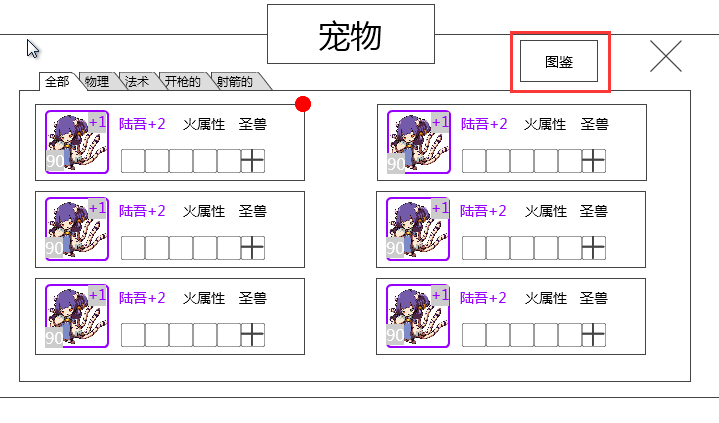 宠物
图鉴
全部 物理 法术 开枪的 射箭的
+1 陆吾+2 火属性 圣兽 +1 陆吾+2 火属性 圣兽
90 90
+1 陆吾+2 火属性 圣兽 +1 陆吾+2 火属性 圣兽
90 90
+1 陆吾+2 火属性 圣兽 +1 陆吾+2 火属性 圣兽
90 90